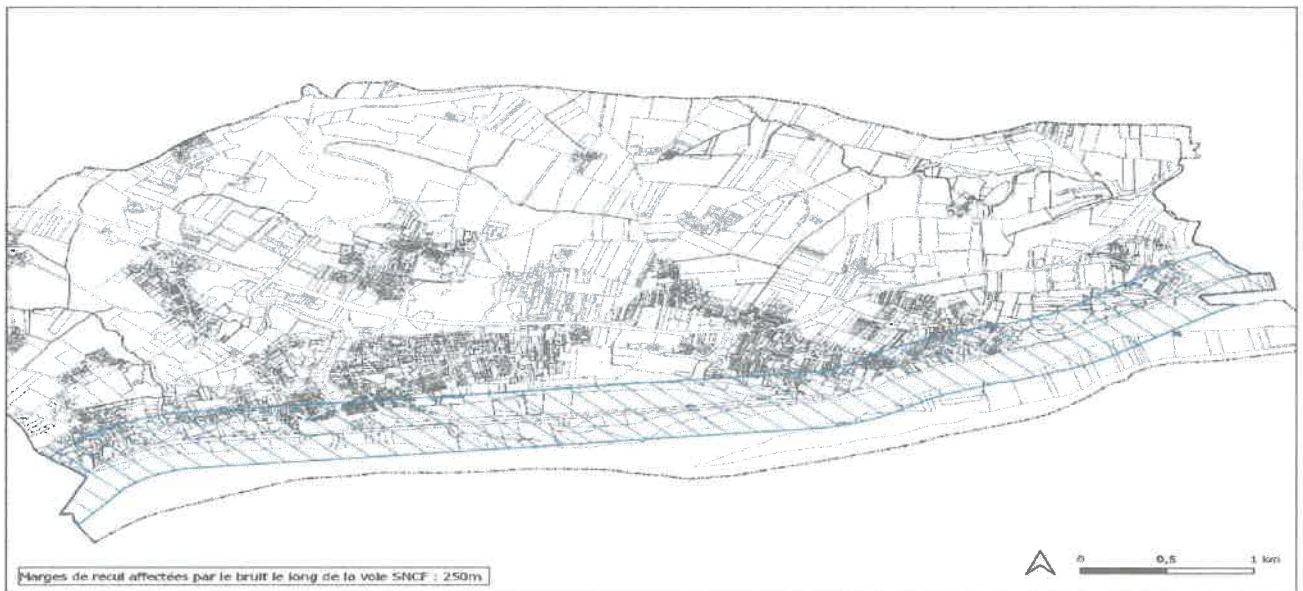 Marges de recul affectées par le bruit le long de la voie SNCF : 250m
0 0,5 1 km